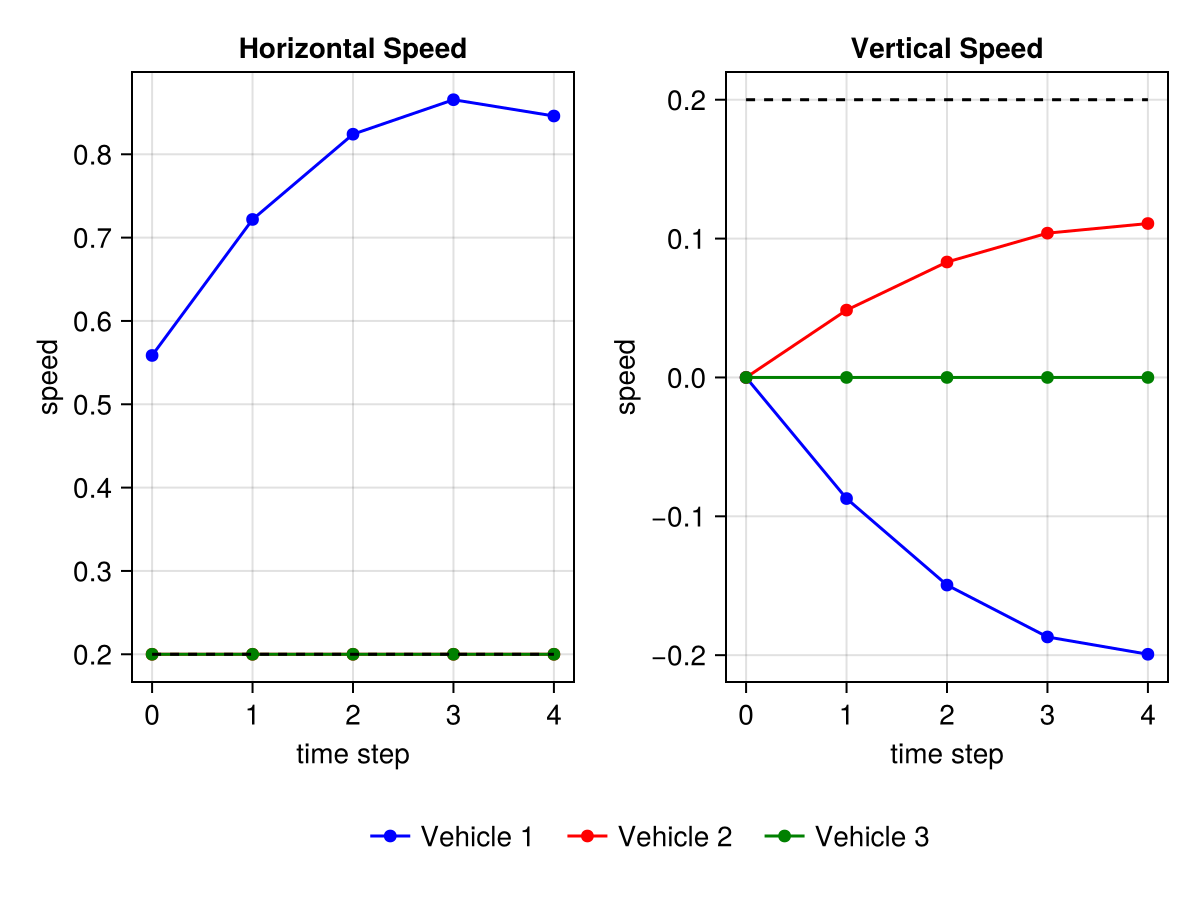 Horizontal Speed
0.8
0.7
0.6
0.5
0.4
0.3
0.2
speed
0 1 2 3 4
time step
Vertical Speed
0.2
0.1
0.0
−0.1
−0.2
speed
0 1 2 3 4
time step
Vehicle 1 Vehicle 2 Vehicle 3